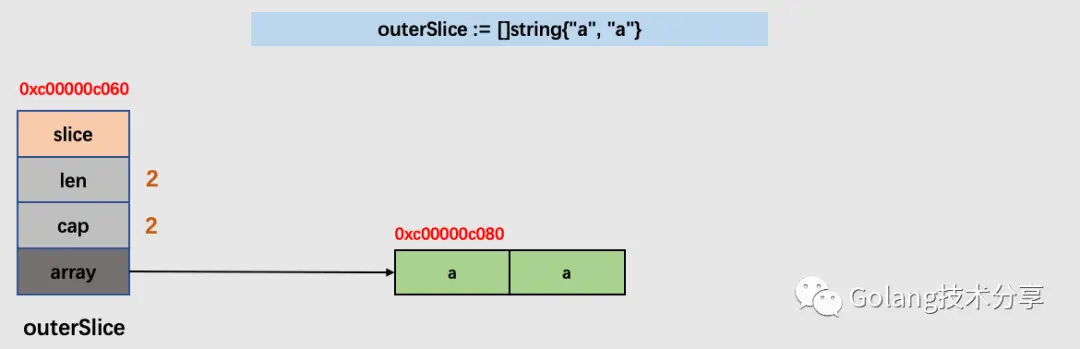 outerSlice := []string{"a", "a"}
0xc00000c060
slice
len 2
cap 2
0xc00000c080
array a a
outerSlice
Golang技术分享